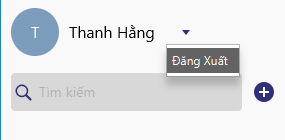 T
Thanh Hằng
Đăng Xuất
Tìm kiếm